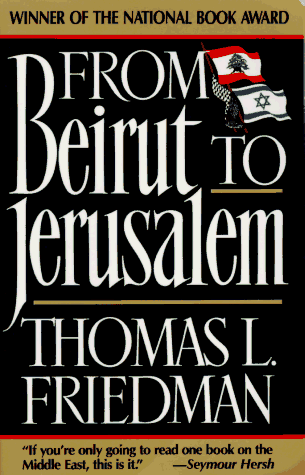 WINNER OF THE NATIONAL BOOK AWARD
FROM
Beirut TO
Jerusalem
THOMAS L.
FRIEDMAN
"If you're only going to read one book on the
Middle East, this is it." —Seymour Hersh